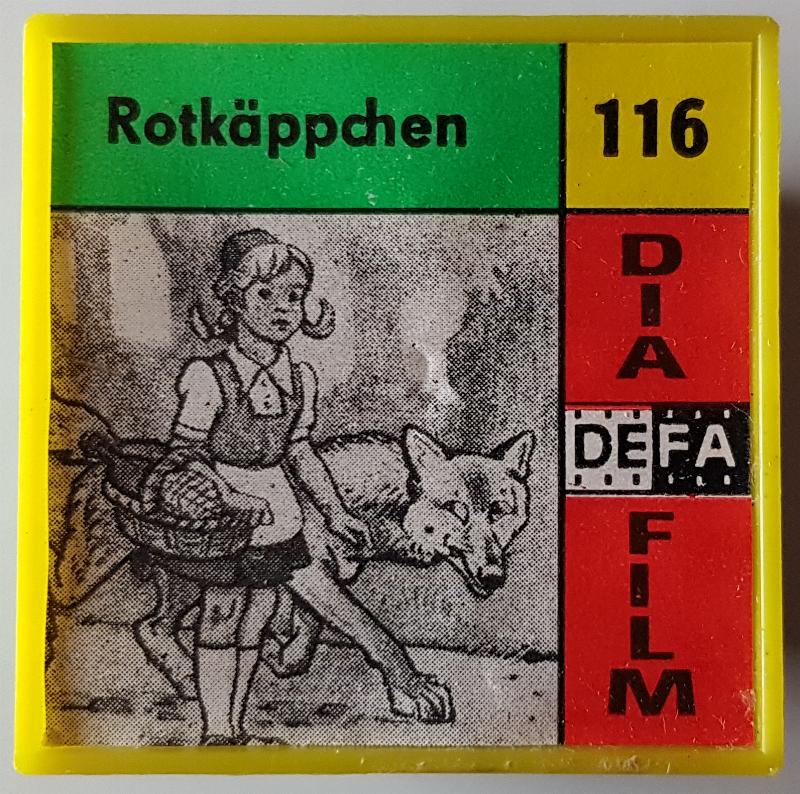 Rotkäppchen
116
DIA
DEFA
FILM